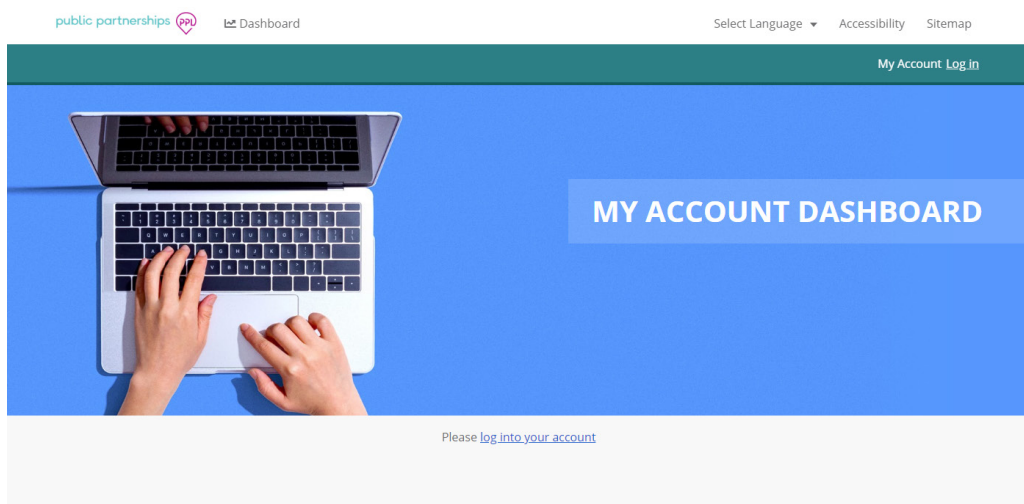 public partnerships PPL
Dashboard
Select Language
Accessibility
Sitemap
My Account Log in
MY ACCOUNT DASHBOARD
Please log into your account